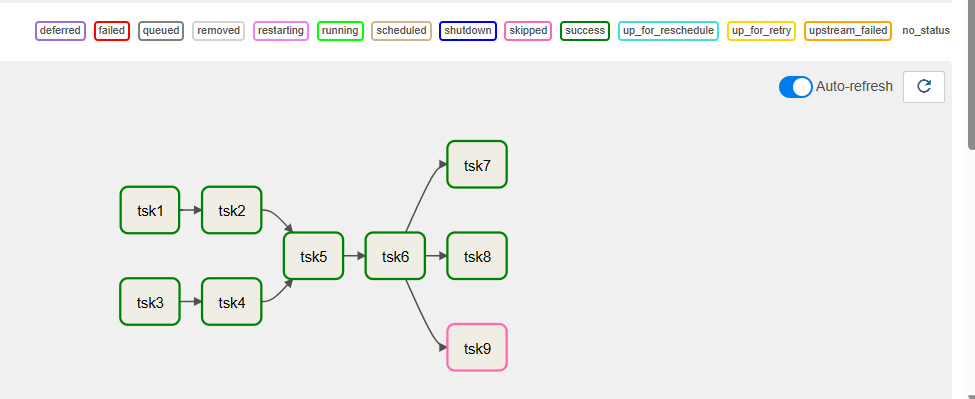 deferred failed queued removed restarting running scheduled shutdown skipped success up_for_reschedule up_for_retry upstream_failed no_status
Auto-refresh
tsk7
tsk1 tsk2
tsk5 tsk6 tsk8
tsk3 tsk4
tsk9